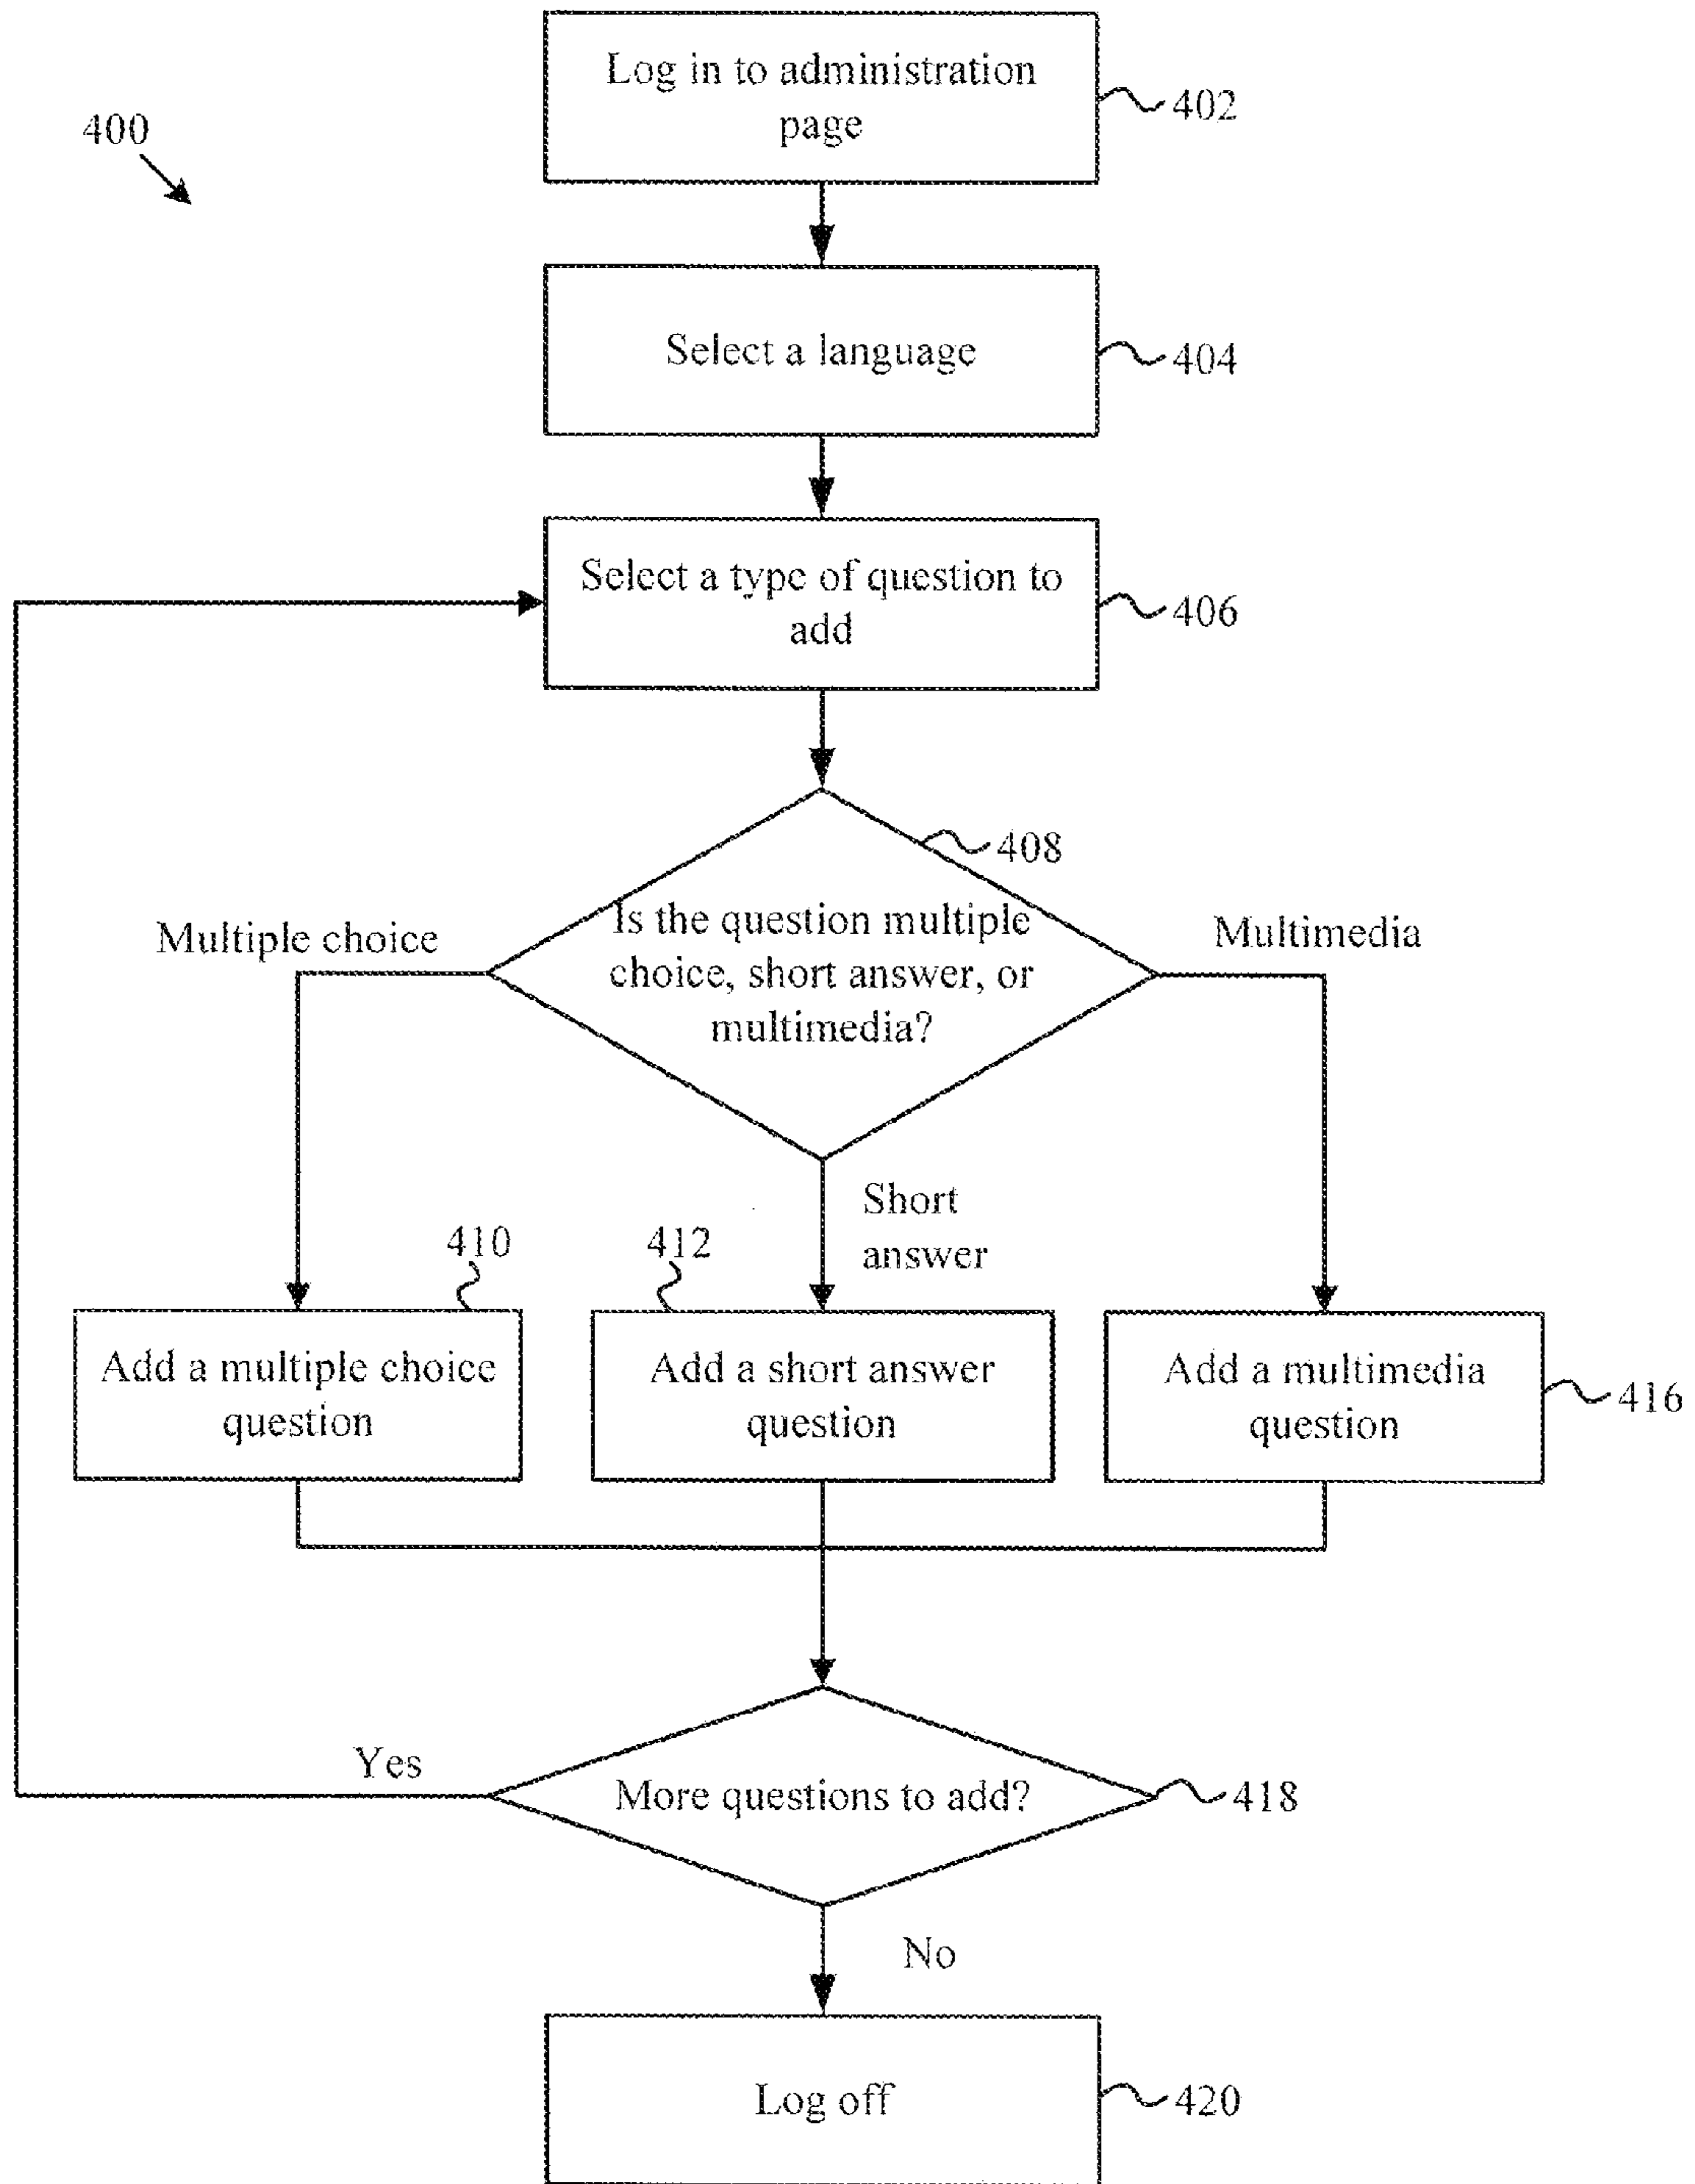 Log in to administration
page
402
400
Select a language
404
Select a type of question to
add
406
408
Is the question multiple
choice, short answer, or
multimedia?
Multiple choice
Multimedia
Short
answer
410
412
Add a multiple choice
question
Add a short answer
question
Add a multimedia
question
416
Yes
More questions to add?
418
No
Log off
420